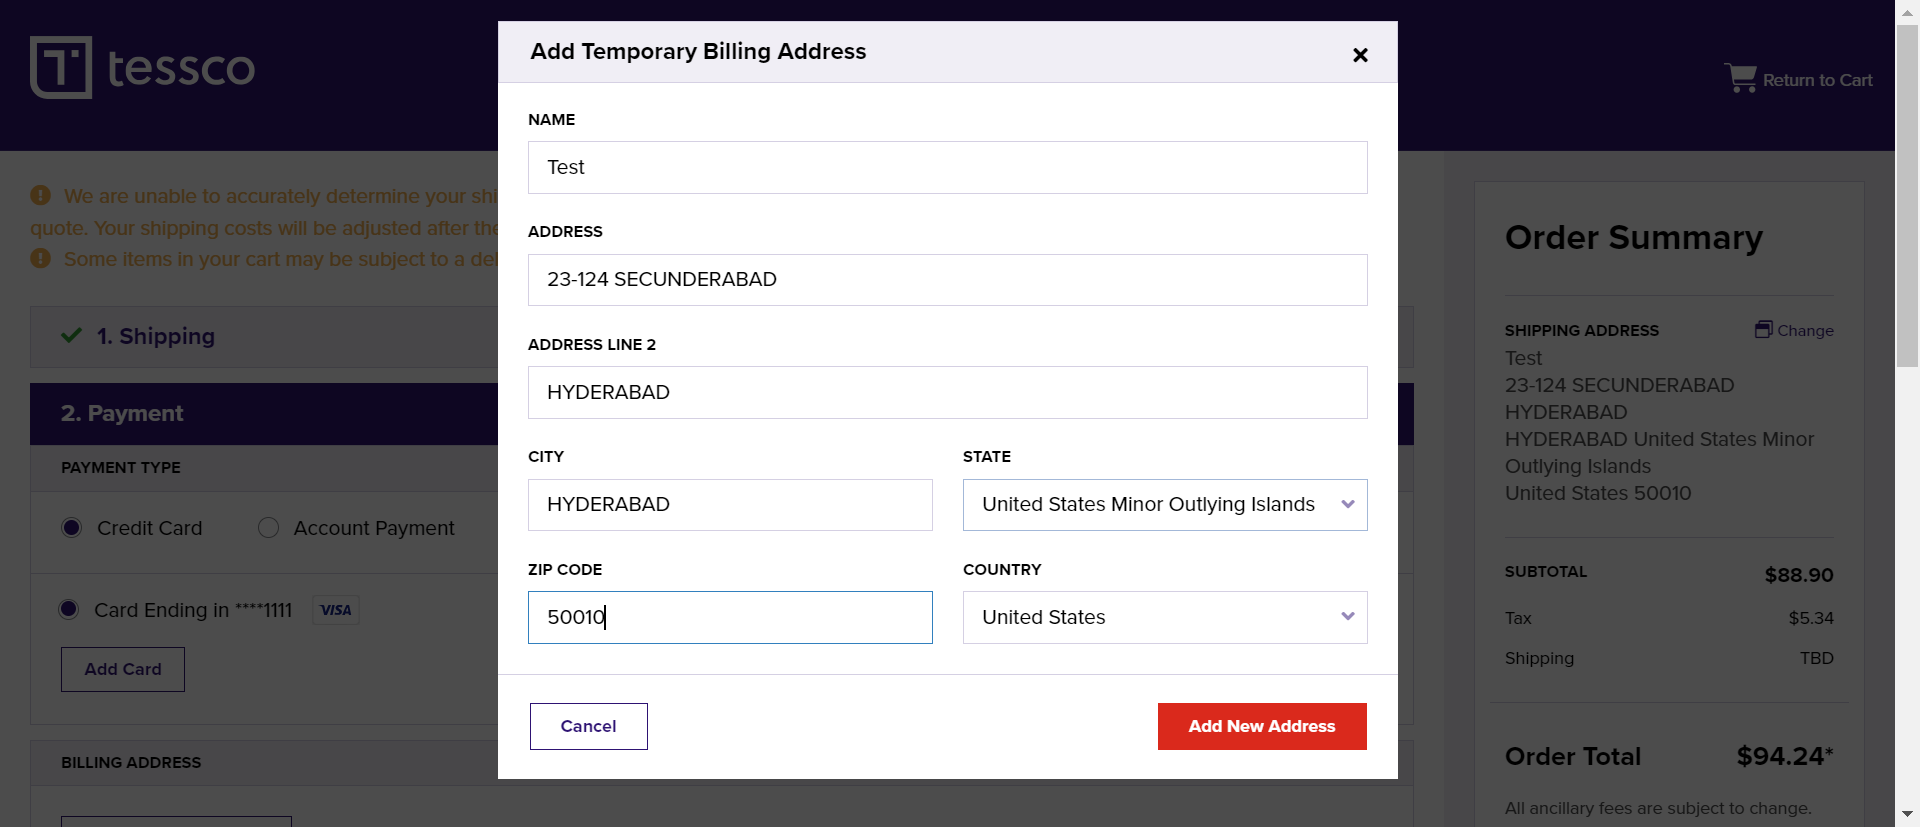 tessco
Return to Cart
Add Temporary Billing Address
NAME
Test
ADDRESS
23-124 SECUNDERABAD
ADDRESS LINE 2
HYDERABAD
CITY
STATE
HYDERABAD
United States Minor Outlying Islands
ZIP CODE
COUNTRY
50010
United States
Cancel
Add New Address
We are unable to accurately determine your
quote. Your shipping costs will be adjusted after
Some items in your cart may be subject to a
1. Shipping
2. Payment
PAYMENT TYPE
Credit Card
Account Payment
Card Ending in ****1111
VISA
Add Card
BILLING ADDRESS
Order Summary
SHIPPING ADDRESS
Change
Test
23-124 SECUNDERABAD
HYDERABAD
HYDERABAD United States Minor
Outlying Islands
United States 50010
SUBTOTAL $88.90
Tax $5.34
Shipping TBD
Order Total $94.24*
All ancillary fees are subject to change.